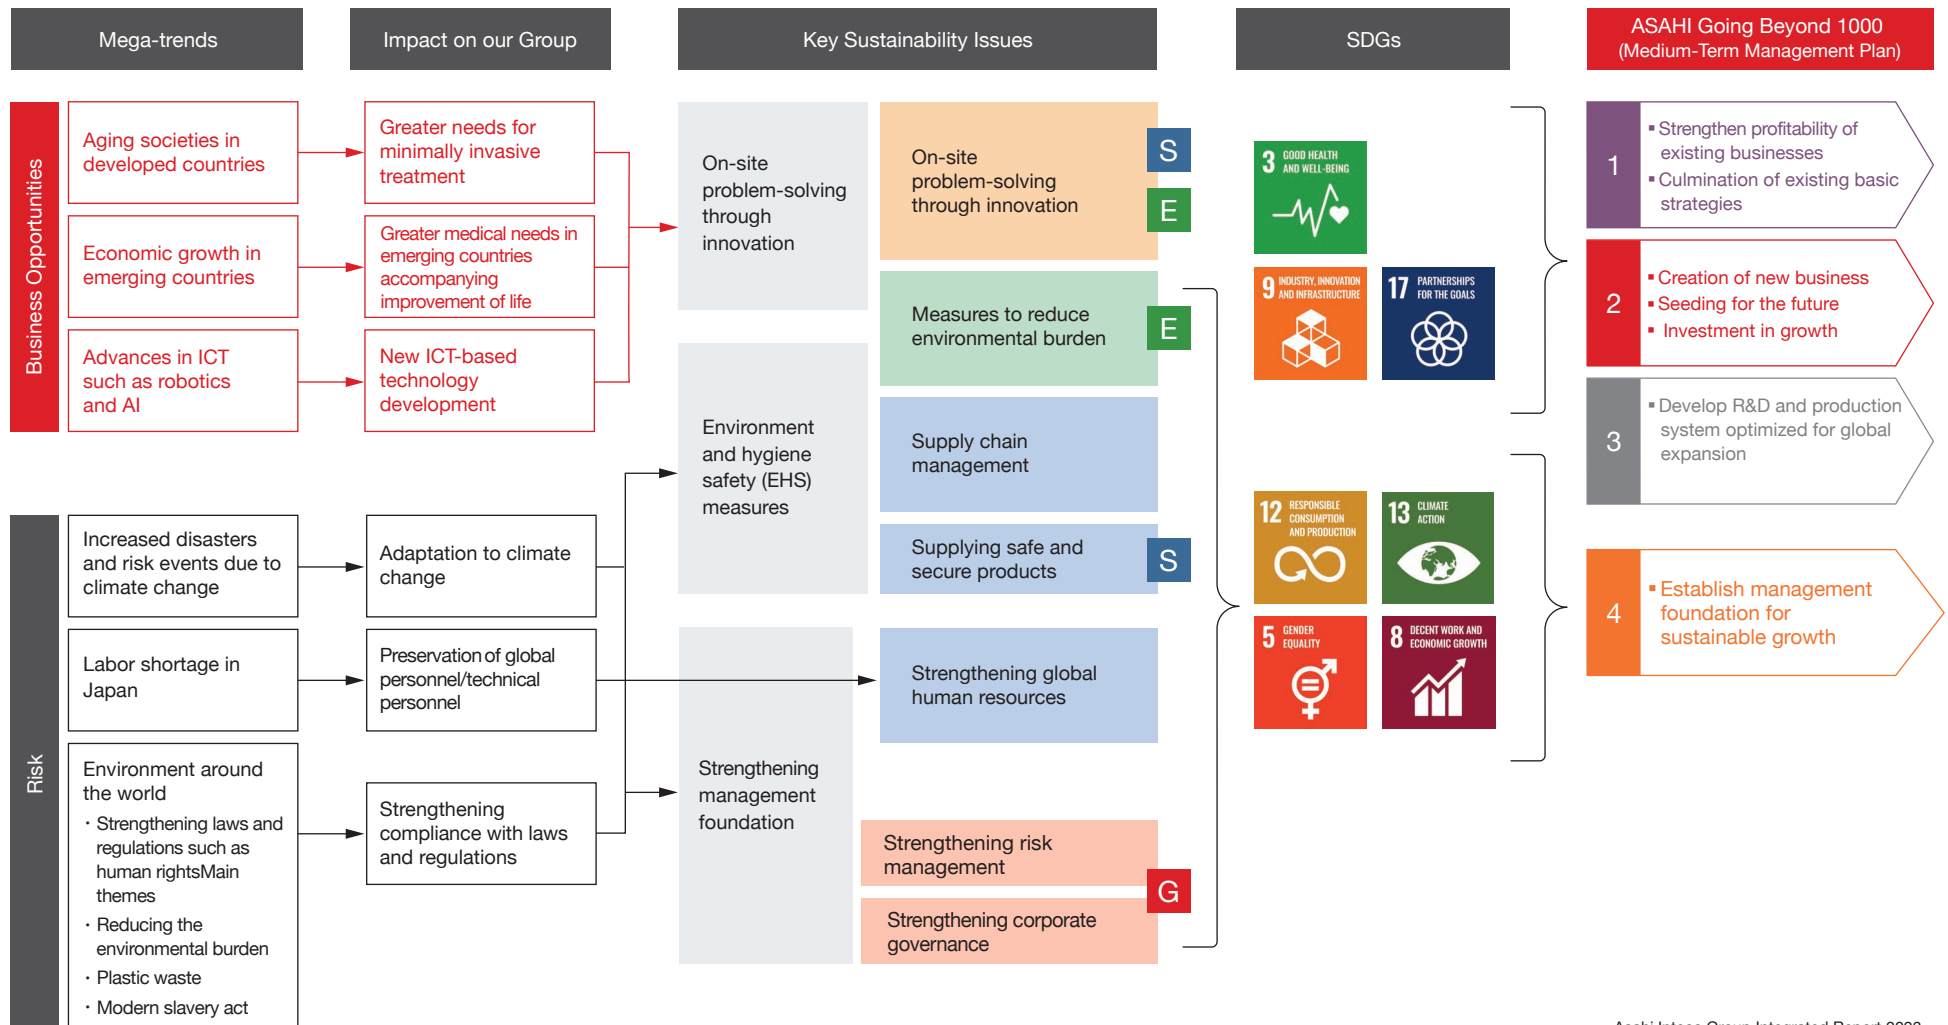 Mega-trends
Impact on our Group
Key Sustainability Issues
SDGs
ASAHI Going Beyond 1000
(Medium-Term Management Plan)
Business Opportunities
Aging societies in
developed countries
Greater needs for
minimally invasive
treatment
Economic growth in
emerging countries
Greater medical needs in
emerging countries
accompanying
improvement of life
Advances in ICT
such as robotics
and AI
New ICT-based
technology
development
Risk
Increased disasters
and risk events due to
climate change
Adaptation to climate
change
Labor shortage in
Japan
Preservation of global
personnel/technical
personnel
Environment around
the world
・Strengthening laws and
regulations such as
human rightsMain
themes
・Reducing the
environmental burden
・Plastic waste
・Modern slavery act
Strengthening
compliance with laws
and regulations
On-site
problem-solving
through
innovation
Environment
and hygiene
safety (EHS)
measures
Strengthening
management
foundation
On-site
problem-solving
through innovation
S
E
Measures to reduce
environmental burden
E
Supply chain
management
Supplying safe and
secure products
S
Strengthening global
human resources
Strengthening risk
management
G
Strengthening corporate
governance
3 GOOD HEALTH
AND WELL-BEING
9 INDUSTRY, INNOVATION
AND INFRASTRUCTURE
17 PARTNERSHIPS
FOR THE GOALS
12 RESPONSIBLE
CONSUMPTION
AND PRODUCTION
13 CLIMATE
ACTION
5 GENDER
EQUALITY
8 DECENT WORK AND
ECONOMIC GROWTH
1
▪ Strengthen profitability of
existing businesses
▪ Culmination of existing basic
strategies
2
▪ Creation of new business
▪ Seeding for the future
▪ Investment in growth
3
▪ Develop R&D and production
system optimized for global
expansion
4
▪ Establish management
foundation for
sustainable growth